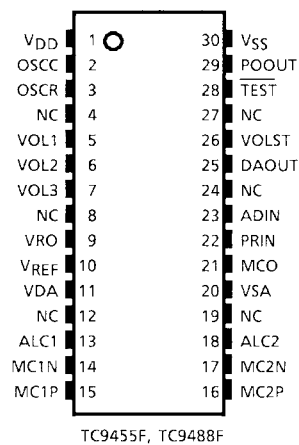 VDD 1 30 VSS
OSCC 2 29 POOUT
OSCR 3 28 TEST
NC 4 27 NC
VOL1 5 26 VOLST
VOL2 6 25 DAOUT
VOL3 7 24 NC
NC 8 23 ADIN
VRO 9 22 PRIN
VREF 10 21 MCO
VDA 11 20 VSA
NC 12 19 NC
ALC1 13 18 ALC2
MC1N 14 17 MC2N
MC1P 15 16 MC2P
TC9455F, TC9488F